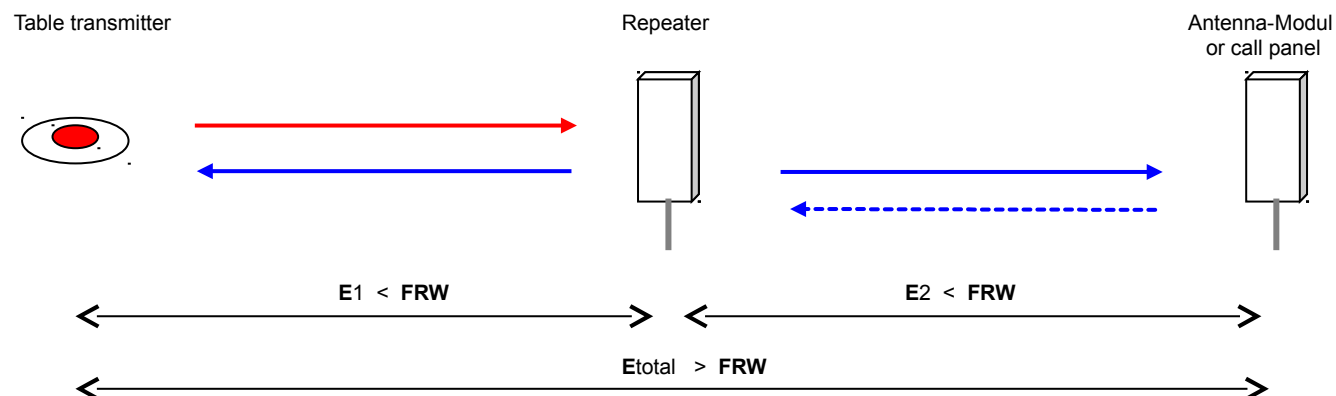 Table transmitter
Repeater
Antenna-Modul
or call panel
E1 < FRW
E2 < FRW
Etotal > FRW